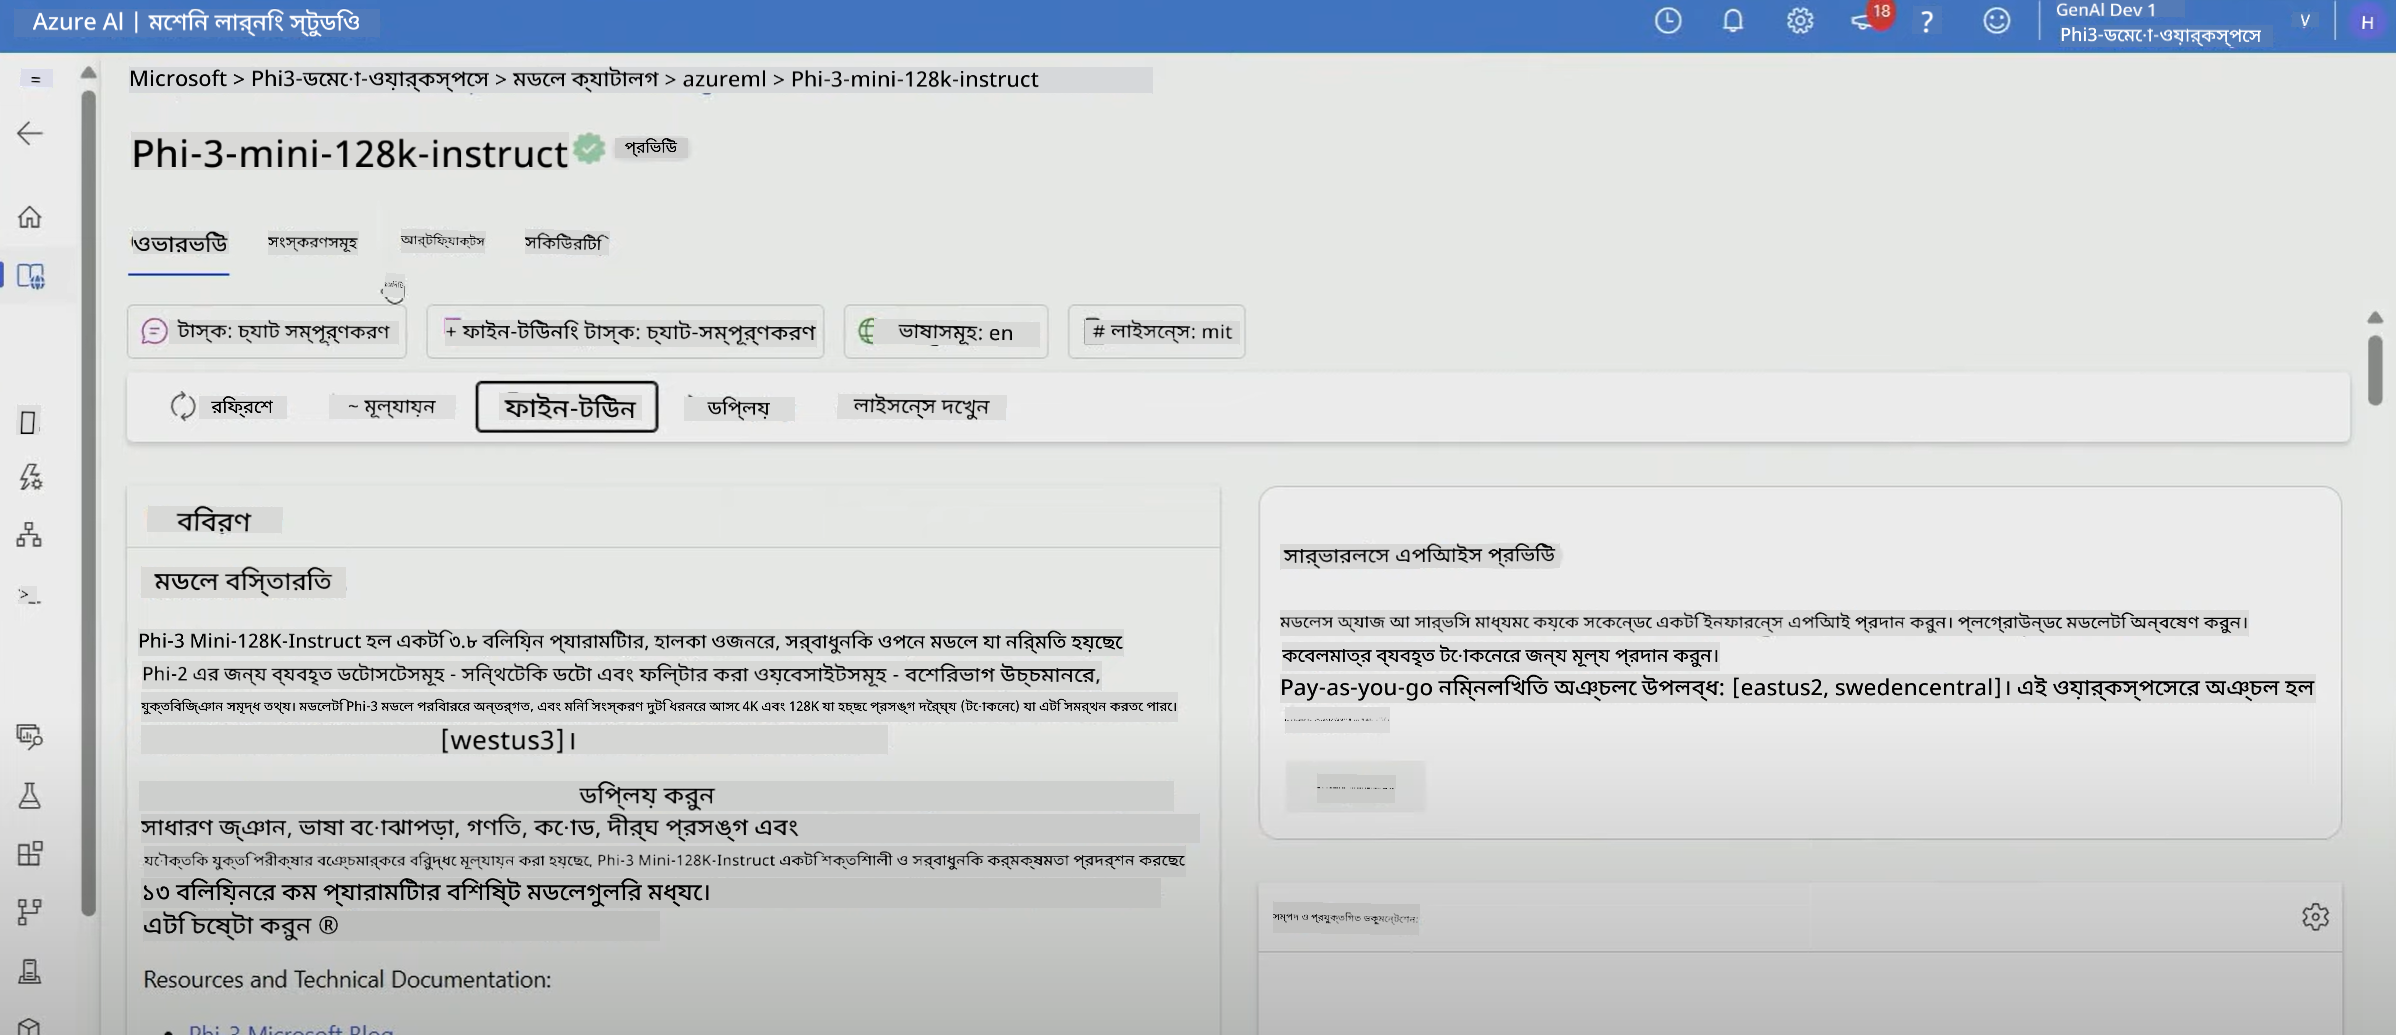 Azure AI | মেশিন লার্নিং স্টুডিও
18
?
GenAI Dev 1
Phi3-ডেমো-ওয়ার্কস্পেস
V
H
Microsoft > Phi3-ডেমো-ওয়ার্কস্পেস > মডেল ক্যাটালগ > azureml > Phi-3-mini-128k-instruct
Phi-3-mini-128k-instruct
প্রিভিউ
ওভারভিউ
সংস্করণসমূহ
আর্টিফ্যাক্টস
সিকিউরিটি
টাস্ক: চ্যাট সম্পূর্ণকরণ
+ ফাইন-টিউনিং টাস্ক: চ্যাট-সম্পূর্ণকরণ
ভাষাসমূহ: en
# লাইসেন্স: mit
রিফ্রেশ
~ মূল্যায়ন
ফাইন-টিউন
ডিপ্লয়
লাইসেন্স দেখুন
বিবরণ
মডেল বিস্তারিত
Phi-3 Mini-128K-Instruct হল একটি ৩.৮ বিলিয়ন প্যারামিটার, হালকা ওজনের, সর্বাধুনিক ওপেন মডেল যা নির্মিত হয়েছে
Phi-2 এর জন্য ব্যবহৃত ডেটাসেটসমূহ - সিন্থেটিক ডেটা এবং ফিল্টার করা ওয়েবসাইটসমূহ - বেশিরভাগ উচ্চমানের,
যুক্তিবিজ্ঞান সমৃদ্ধ তথ্য। মডেলটি Phi-3 মডেল পরিবারের অন্তর্গত, এবং মিনি সংস্করণ দুটি ধরনের আসে 4K এবং 128K যা হচ্ছে প্রসঙ্গ দৈর্ঘ্য (টোকেনে) যা এটি সমর্থন করতে পারে।
[westus3]।
ডিপ্লয় করুন
সাধারণ জ্ঞান, ভাষা বোঝাপড়া, গণিত, কোড, দীর্ঘ প্রসঙ্গ এবং
যৌক্তিক যুক্তি পরীক্ষার বেঞ্চমার্কের বিরুদ্ধে মূল্যায়ন করা হয়েছে, Phi-3 Mini-128K-Instruct একটি শক্তিশালী ও সর্বাধুনিক কর্মক্ষমতা প্রদর্শন করেছে
১৩ বিলিয়নের কম প্যারামিটার বিশিষ্ট মডেলগুলির মধ্যে।
এটি চেষ্টা করুন ®
Resources and Technical Documentation:
Phi-3 Microsoft Blog
সার্ভারলেস এপিআইস প্রিভিউ
মডেলস অ্যাজ আ সার্ভিস মাধ্যমে কয়েক সেকেন্ডে একটি ইনফারেন্স এপিআই প্রদান করুন। প্লেগ্রাউন্ডে মডেলটি অন্বেষণ করুন।
কেবলমাত্র ব্যবহৃত টোকেনের জন্য মূল্য প্রদান করুন।
Pay-as-you-go নিম্নলিখিত অঞ্চলে উপলব্ধ: [eastus2, swedencentral]। এই ওয়ার্কস্পেসের অঞ্চল হল
সম্পদ ও প্রযুক্তিগত ডকুমেন্টেশন: